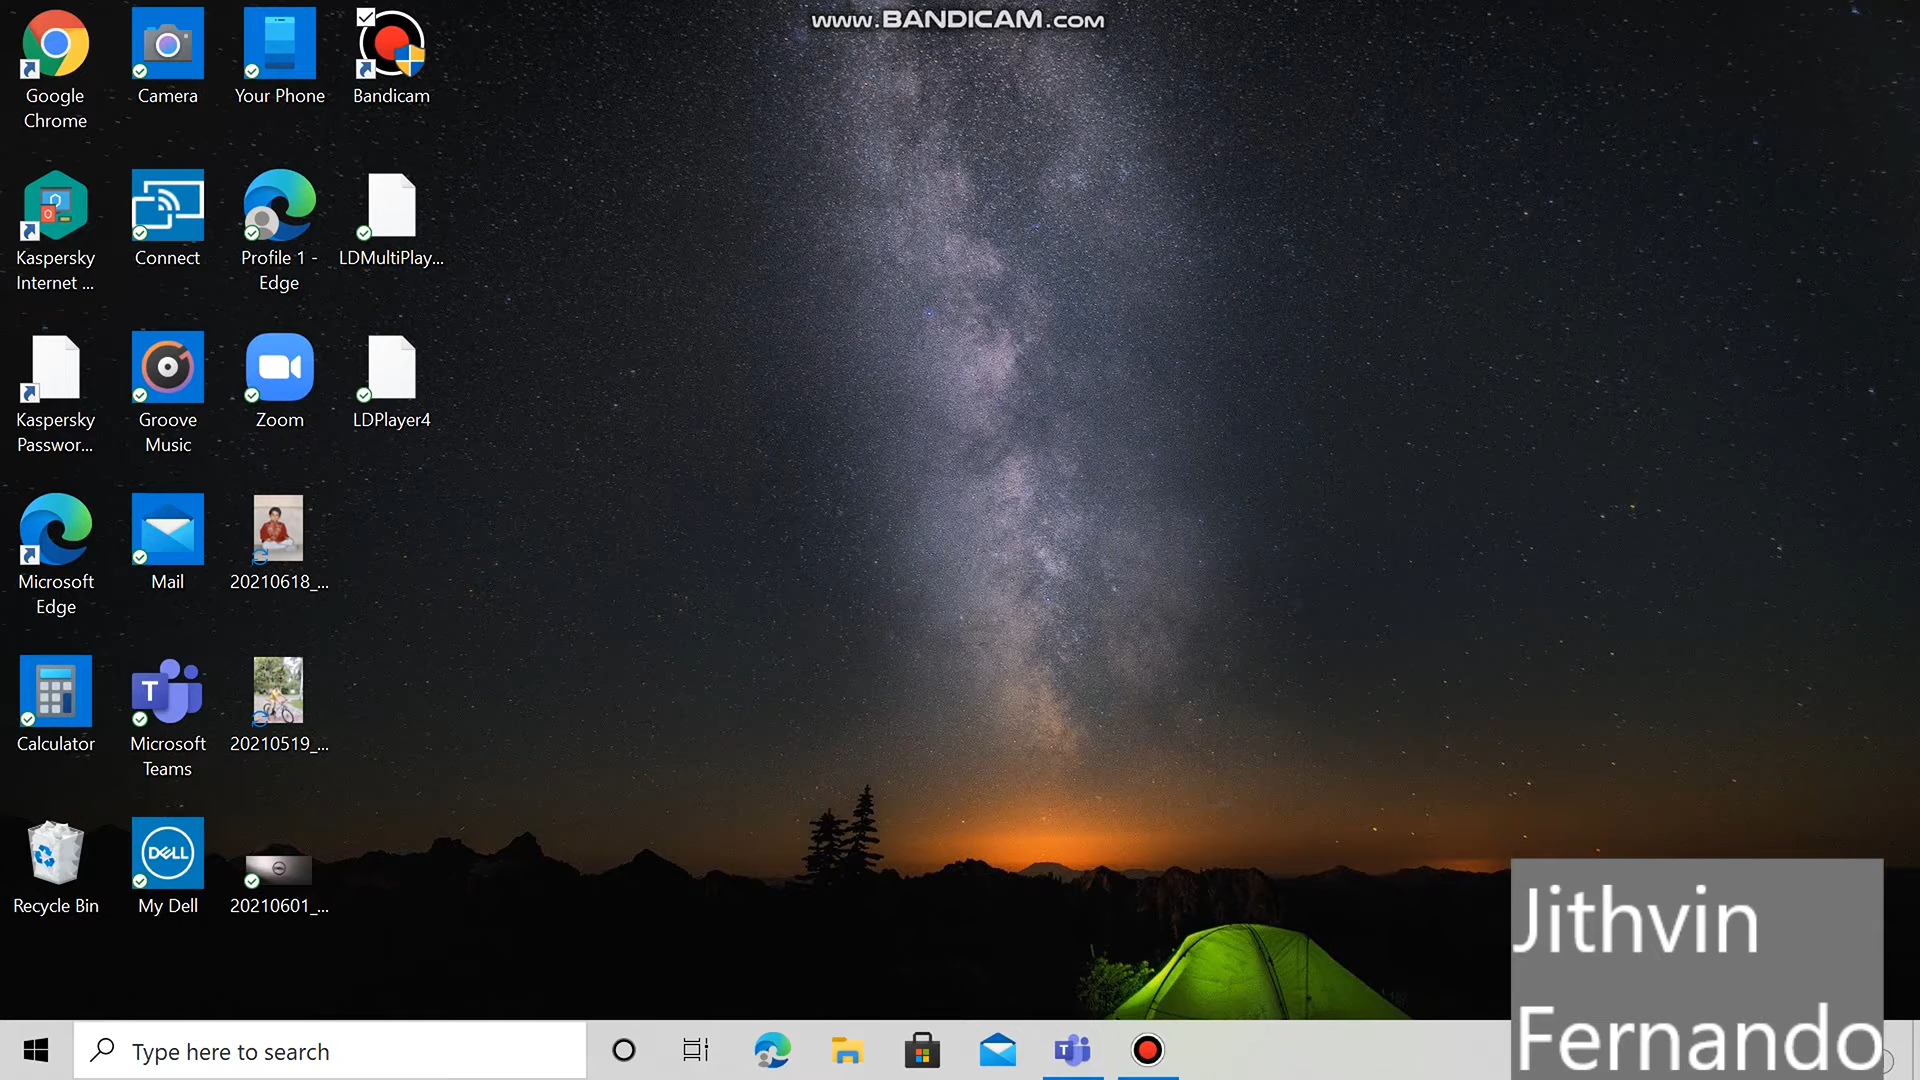 www.BANDICAM.com
Google
Chrome
Camera
Your Phone
Bandicam
Kaspersky
Internet ...
Connect
Profile 1 -
Edge
LDMultiPlay...
Kaspersky
Passwor...
Groove
Music
Zoom
LDPlayer4
Microsoft
Edge
Mail
20210618_...
Calculator
T
Microsoft
Teams
20210519_...
Recycle Bin
DELL
My Dell
20210601_...
Jithvin
Fernando
Type here to search
T